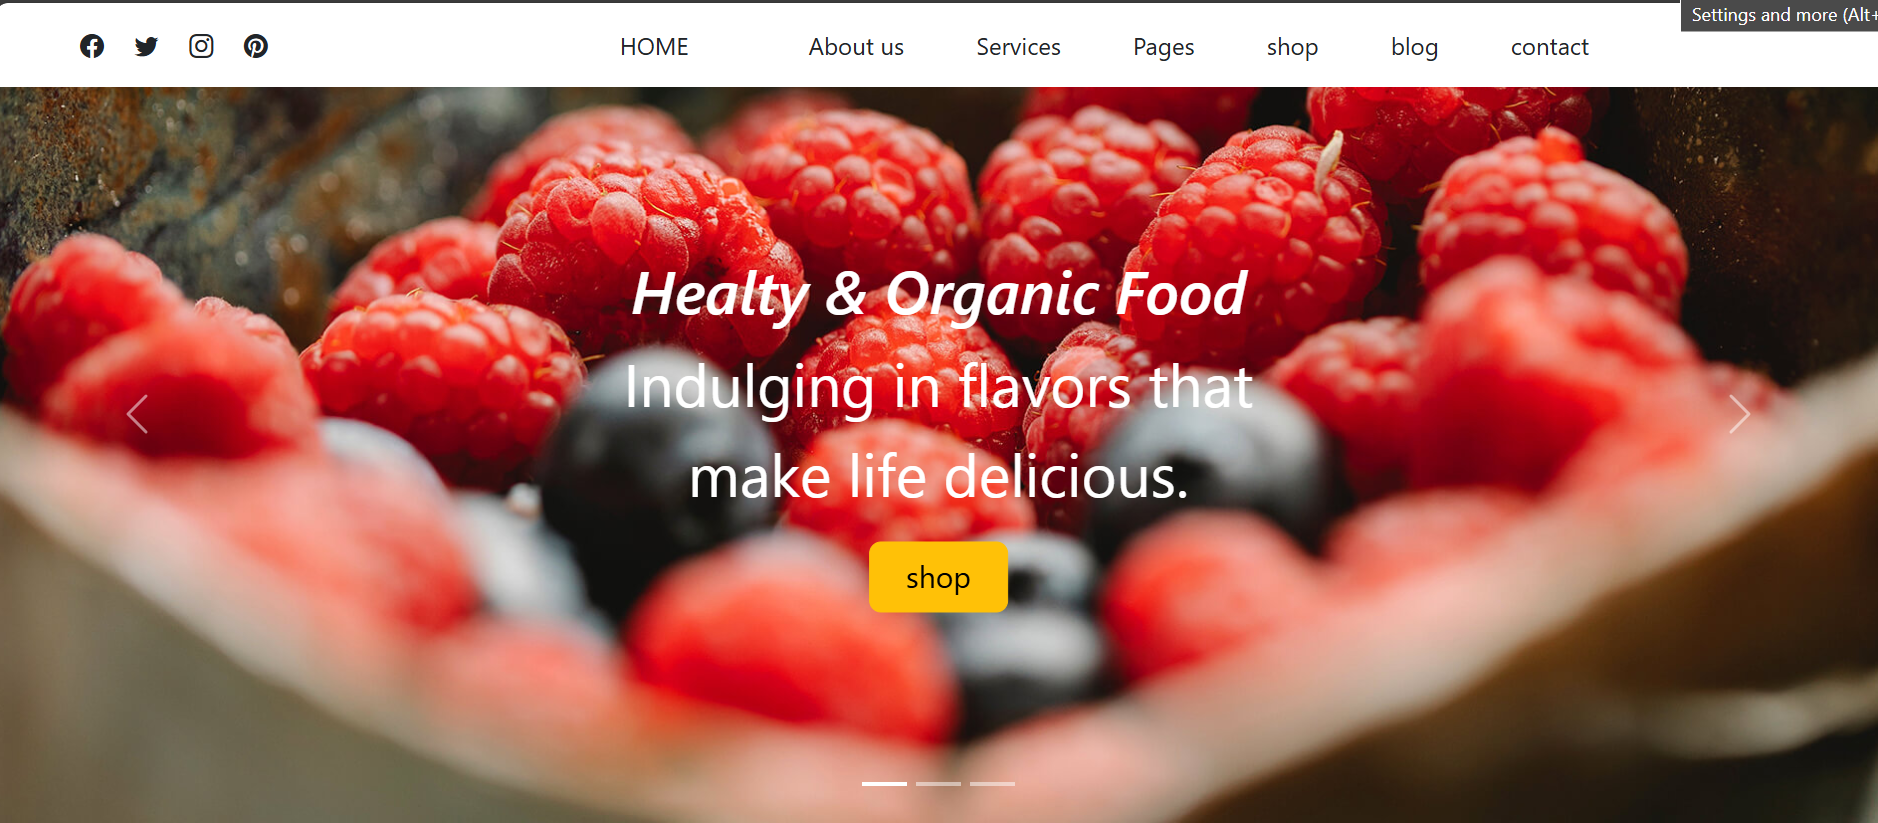 Settings and more (Alt+
HOME About us Services Pages shop blog contact
Healty & Organic Food
Indulging in flavors that
make life delicious.
shop